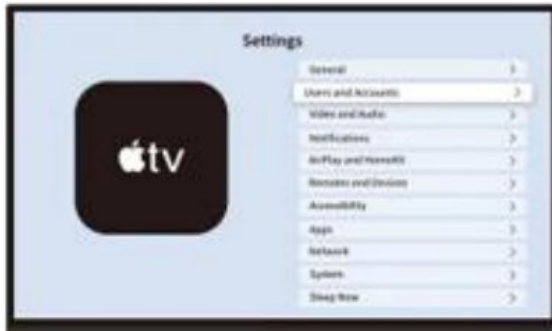 Settings
tv
General
Users and Accounts
Video and Audio
Notifications
AirPlay and HomeKit
Remotes and Devices
Accessibility
Apps
Network
System
Sleep Now